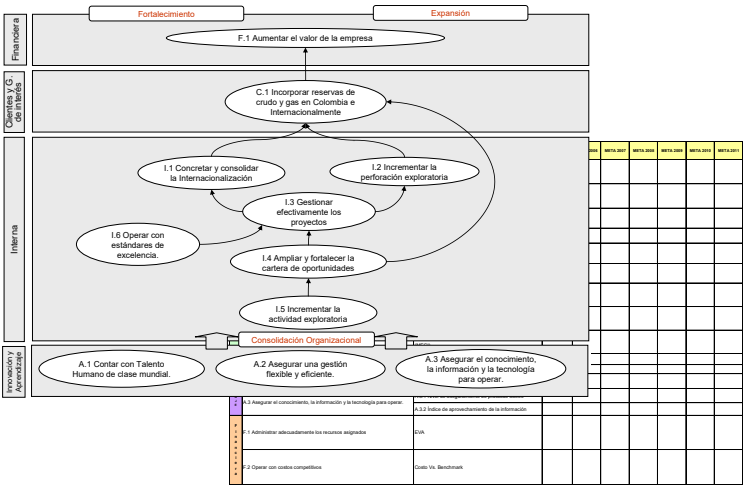 Fortalecimiento
Expansión
Financiera
F.1 Aumentar el valor de la empresa
Clientes y G.
de interés
C.1 Incorporar reservas de
crudo y gas en Colombia e
Internacionalmente
Interna
I.1 Concretar y consolidar
la Internacionalización
I.2 Incrementar la
perforación exploratoria
I.3 Gestionar
efectivamente los
proyectos
I.6 Operar con
estándares de
excelencia.
I.4 Ampliar y fortalecer la
cartera de oportunidades
I.5 Incrementar la
actividad exploratoria
Consolidación Organizacional
Innovación y
Aprendizaje
A.1 Contar con Talento
Humano de clase mundial.
A.2 Asegurar una gestión
flexible y eficiente.
A.3 Asegurar el conocimiento,
la información y la tecnología
para operar.
META 2007
META 2008
META 2009
META 2010
META 2011
A.3 Asegurar el conocimiento, la información y la tecnología para operar.
A.3.2 Índice de aprovechamiento de la información
Financiera
F.1 Administrar adecuadamente los recursos asignados
EVA
F.2 Operar con costos competitivos
Costo Vs. Benchmark